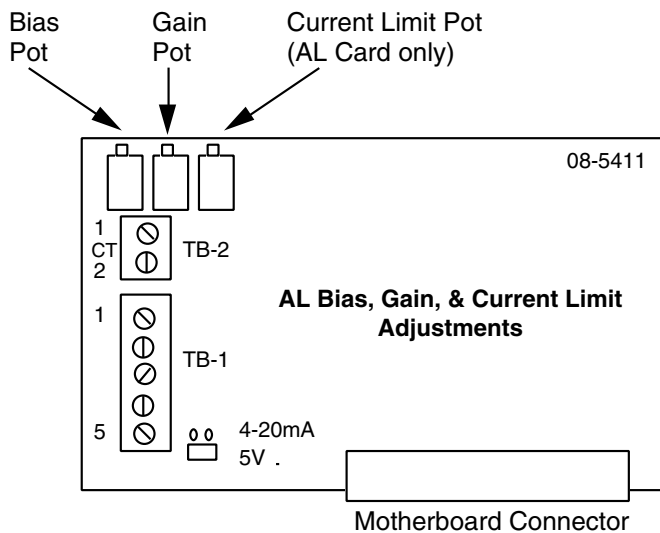 Bias
Pot
Gain
Pot
Current Limit Pot
(AL Card only)
08-5411
1
CT
2
TB-2
AL Bias, Gain, & Current Limit
Adjustments
1
TB-1
5
4-20mA
5V .
Motherboard Connector